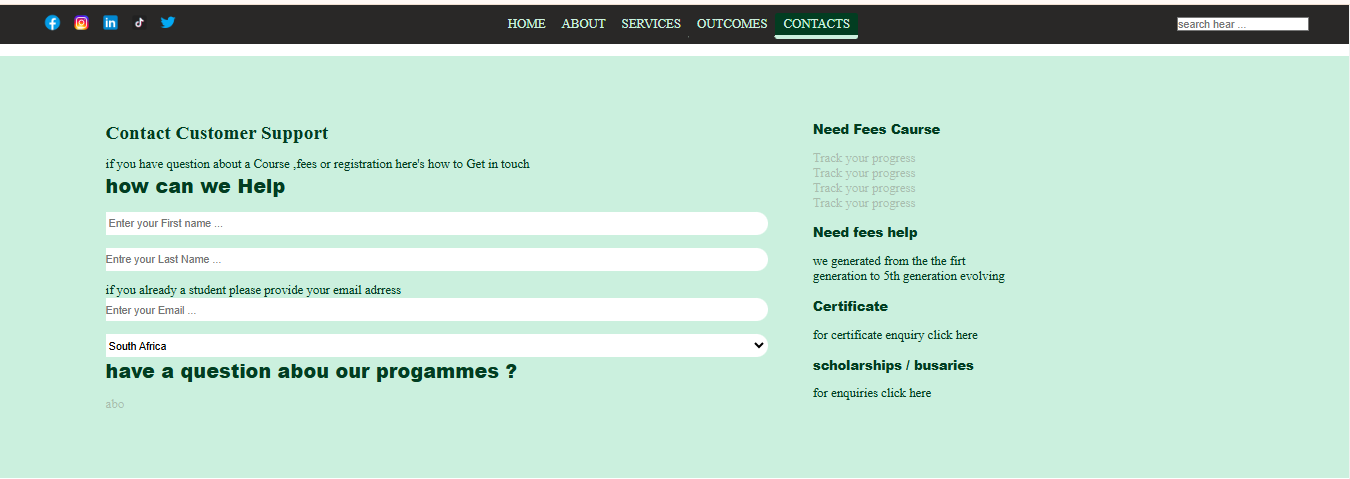 HOME ABOUT SERVICES OUTCOMES CONTACTS
search hear ...
Contact Customer Support
if you have question about a Course ,fees or registration here's how to Get in touch
how can we Help
Enter your First name ...
Entre your Last Name ...
if you already a student please provide your email adrress
Enter your Email ...
South Africa
have a question abou our progammes ?
abo
Need Fees Caurse
Track your progress
Track your progress
Track your progress
Track your progress
Need fees help
we generated from the the firt
generation to 5th generation evolving
Certificate
for certificate enquiry click here
scholarships / busaries
for enquiries click here